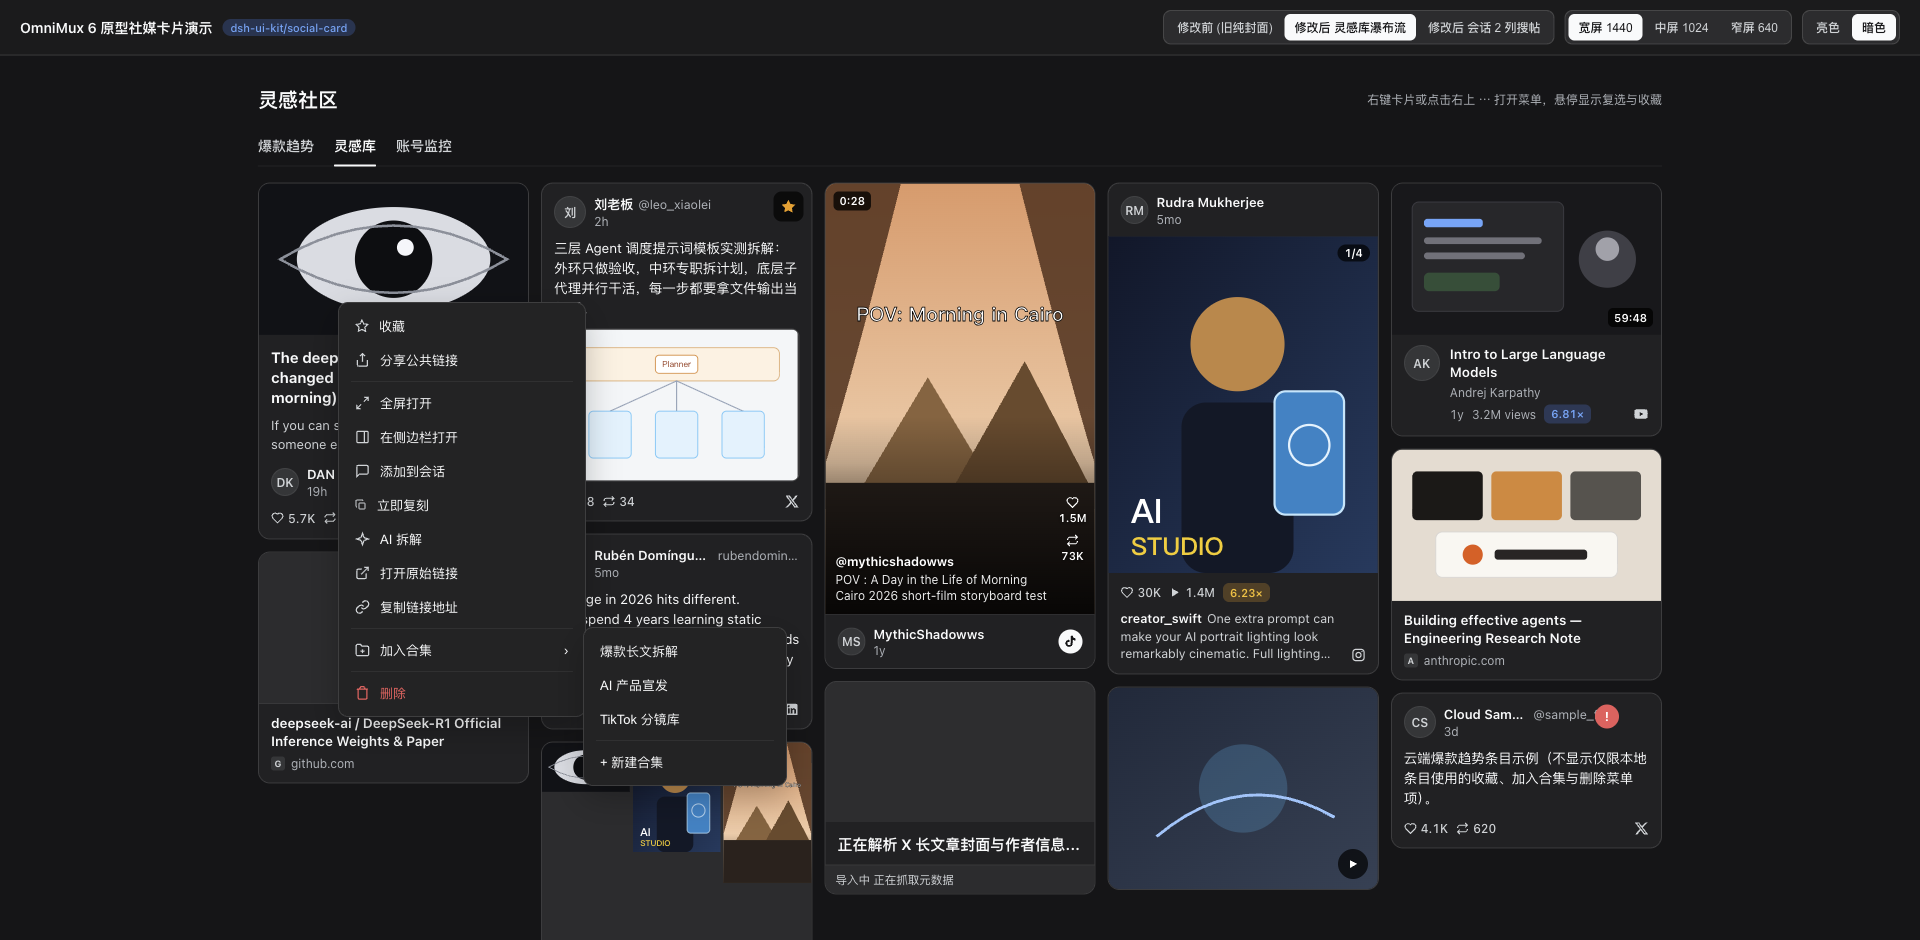 OmniMux 6 原型社媒卡片演示
dsh-ui-kit/social-card
修改前 (旧纯封面)
修改后 灵感库瀑布流
修改后 会话 2 列搜帖
宽屏 1440
中屏 1024
窄屏 640
亮色
暗色
灵感社区
右键卡片或点击右上 ··· 打开菜单，悬停显示复选与收藏
爆款趋势
灵感库
账号监控
The deep
changed
morning)
If you can s
someone e
DK
DAN
19h
5.7K
收藏
分享公共链接
全屏打开
在侧边栏打开
添加到会话
立即复刻
AI 拆解
打开原始链接
复制链接地址
加入合集
删除
爆款长文拆解
AI 产品宣发
TikTok 分镜库
+ 新建合集
deepseek-ai / DeepSeek-R1 Official
Inference Weights & Paper
G
github.com
刘
刘老板 @leo_xiaolei
2h
三层 Agent 调度提示词模板实测拆解：
外环只做验收，中环专职拆计划，底层子
代理并行干活，每一步都要拿文件输出当
Planner
8
34
Rubén Domíngu...
rubendomin...
5mo
ge in 2026 hits different.
spend 4 years learning static
ds
y
AI
STUDIO
0:28
POV: Morning in Cairo
1.5M
73K
@mythicshadowws
POV : A Day in the Life of Morning
Cairo 2026 short-film storyboard test
MS
MythicShadowws
1y
正在解析 X 长文章封面与作者信息...
导入中 正在抓取元数据
RM
Rudra Mukherjee
5mo
1/4
AI
STUDIO
30K
1.4M
6.23×
creator_swift One extra prompt can
make your AI portrait lighting look
remarkably cinematic. Full lighting...
59:48
AK
Intro to Large Language
Models
Andrej Karpathy
1y 3.2M views 6.81×
Building effective agents —
Engineering Research Note
A
anthropic.com
CS
Cloud Sam...
@sample_
!
3d
云端爆款趋势条目示例（不显示仅限本地
条目使用的收藏、加入合集与删除菜单
项）。
4.1K
620